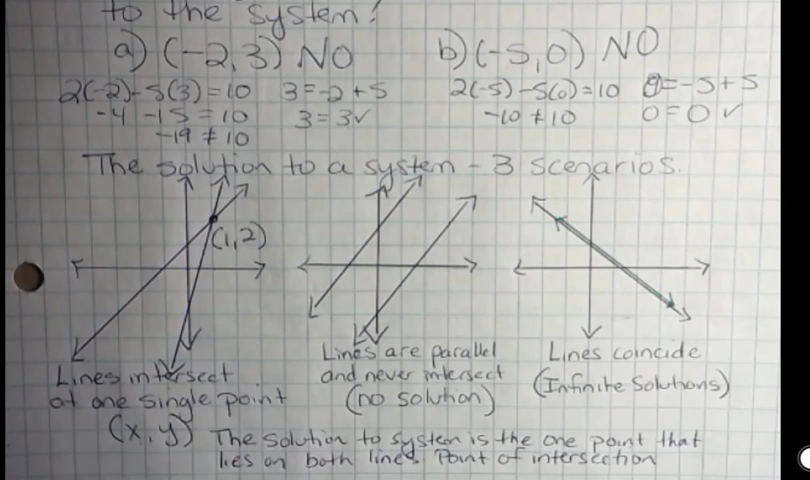 to the system?
a) (-2,3) NO b) (-5,0) NO
2(-2)-5(3)=10 3=-2+5 2(-5)-5(0)=10 0=-5+5
-4 -15 = 10 3=3✓ -10 ≠ 10 0=0 ✓
-19 ≠ 10
The solution to a system - 3 scenarios.
(1,2)
Lines intersect
at one single point
(x,y)
Lines are parallel
and never intersect
(no solution)
Lines coincide
(Infinite Solutions)
The solution to system is the one point that
lies on both lines. Point of intersection